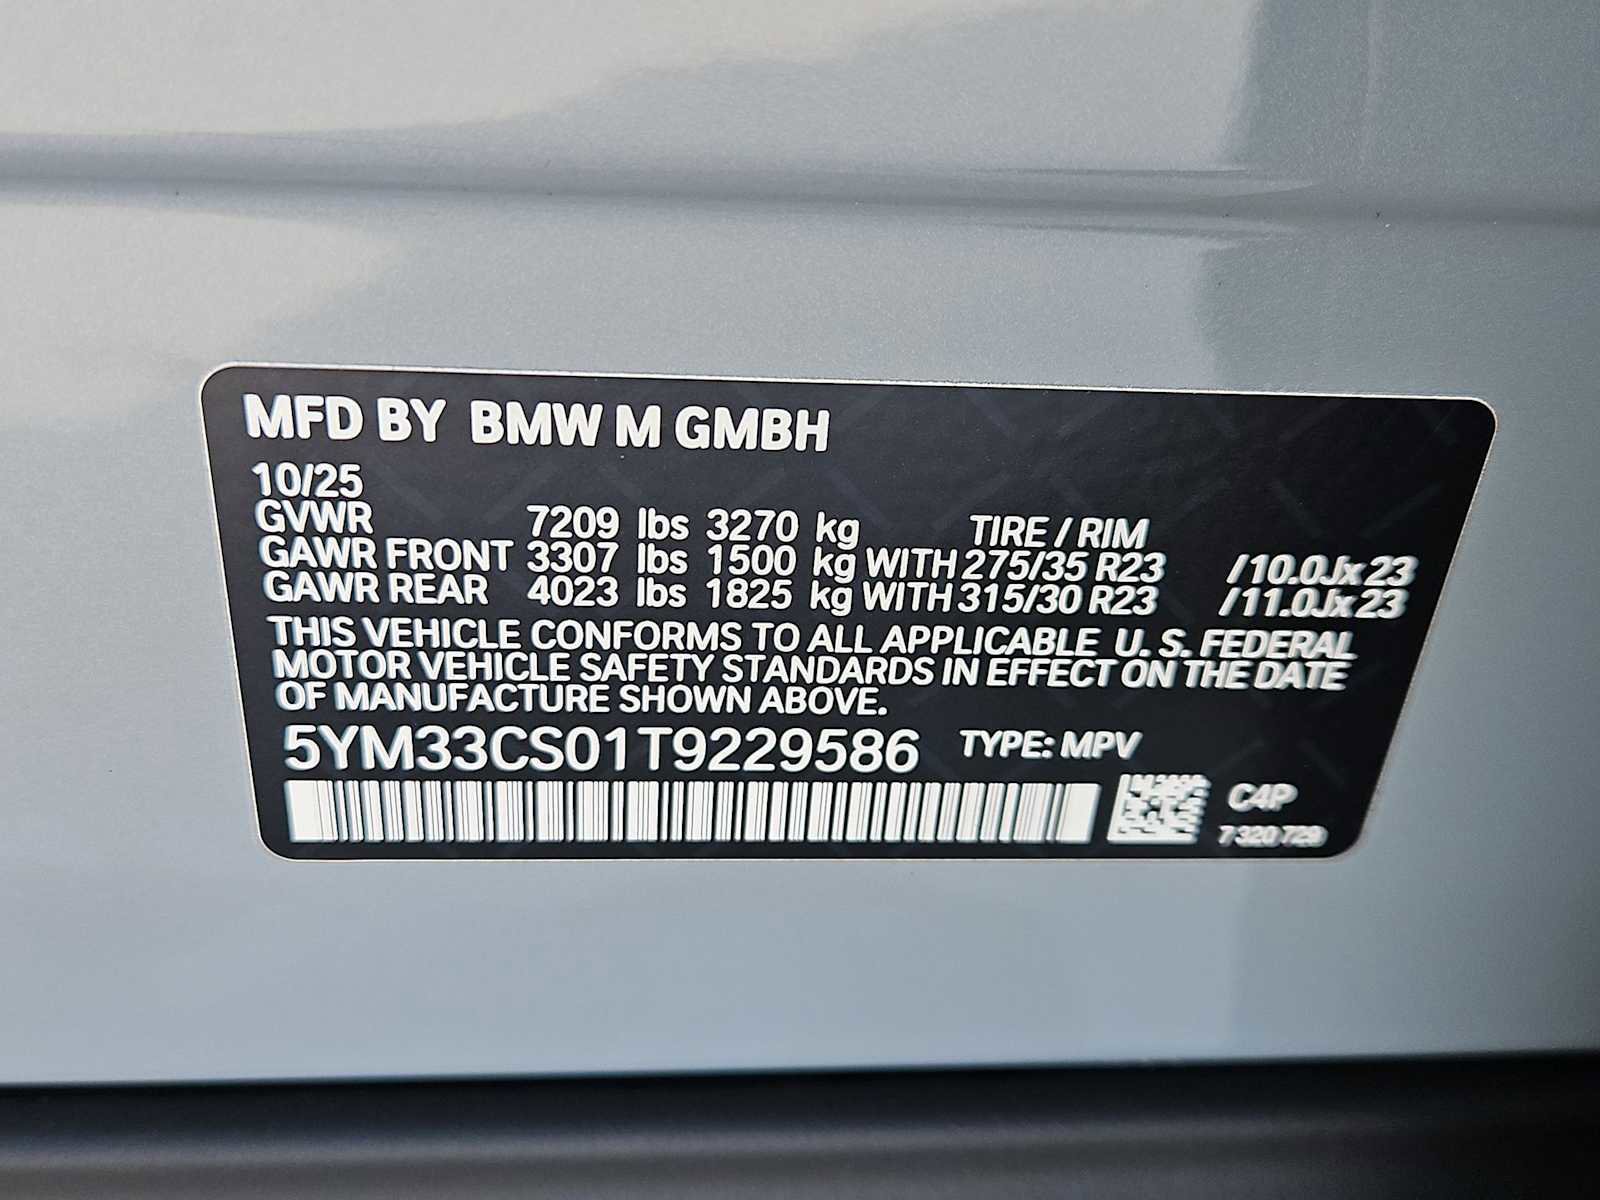 MFD BY BMW M GMBH
10/25
GVWR 7209 lbs 3270 kg TIRE / RIM
GAWR FRONT 3307 lbs 1500 kg WITH 275/35 R23 /10.0Jx23
GAWR REAR 4023 lbs 1825 kg WITH 315/30 R23 /11.0Jx23
THIS VEHICLE CONFORMS TO ALL APPLICABLE U. S. FEDERAL
MOTOR VEHICLE SAFETY STANDARDS IN EFFECT ON THE DATE
OF MANUFACTURE SHOWN ABOVE.
5YM33CS01T9229586 TYPE: MPV
C4P
7 320 729